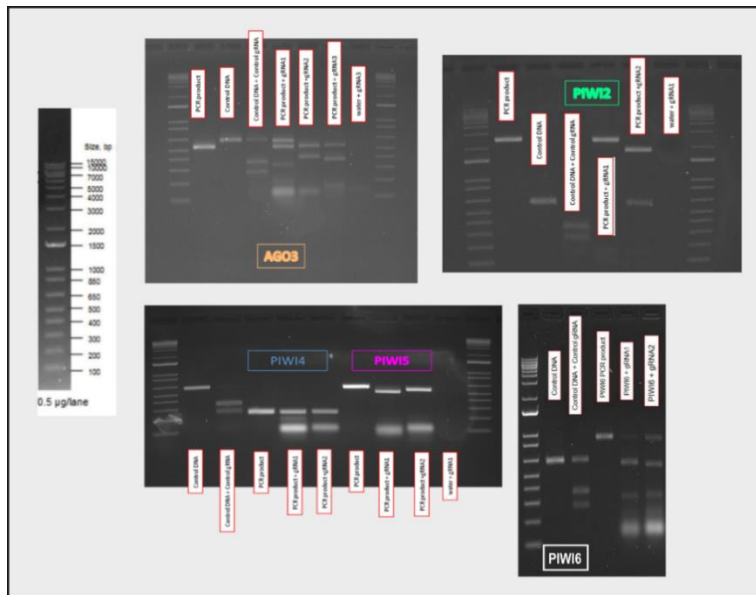 Size, bp
15000
10000
7000
5000
4000
3000
2000
1500
1000
850
650
500
400
300
200
100
0.5 µg/lane
PCR product
Control DNA
Control DNA + Control gRNA
PCR product + gRNA1
PCR product +gRNA2
PCR product + gRNA3
water + gRNA3
AGO3
PCR product
Control DNA
PIWI2
Control DNA + Control gRNA
PCR product + gRNA1
PCR product +gRNA2
water + gRNA1
PIWI4
PIWI5
Control DNA
Control DNA + Control gRNA
PCR product
PCR product + gRNA1
PCR product +gRNA2
PCR product
PCR product + gRNA1
PCR product +gRNA2
water + gRNA1
Control DNA
Control DNA + Control gRNA
PIWI6 PCR product
PIWI6 + gRNA1
PIWI6 + gRNA2
PIWI6